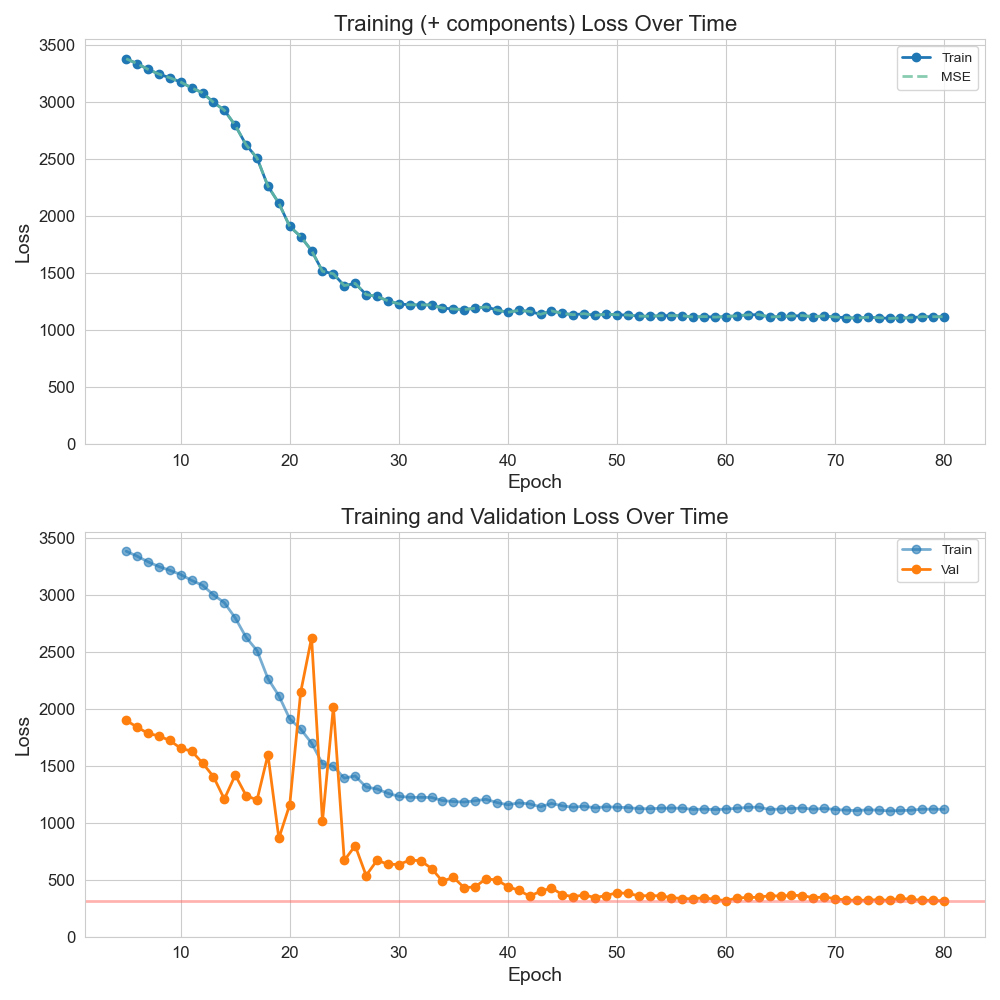 Training (+ components) Loss Over Time
3500
3000
2500
2000
1500
1000
500
0
Loss
Train
MSE
10 20 30 40 50 60 70 80
Epoch
Training and Validation Loss Over Time
3500
3000
2500
2000
1500
1000
500
0
Loss
Train
Val
10 20 30 40 50 60 70 80
Epoch